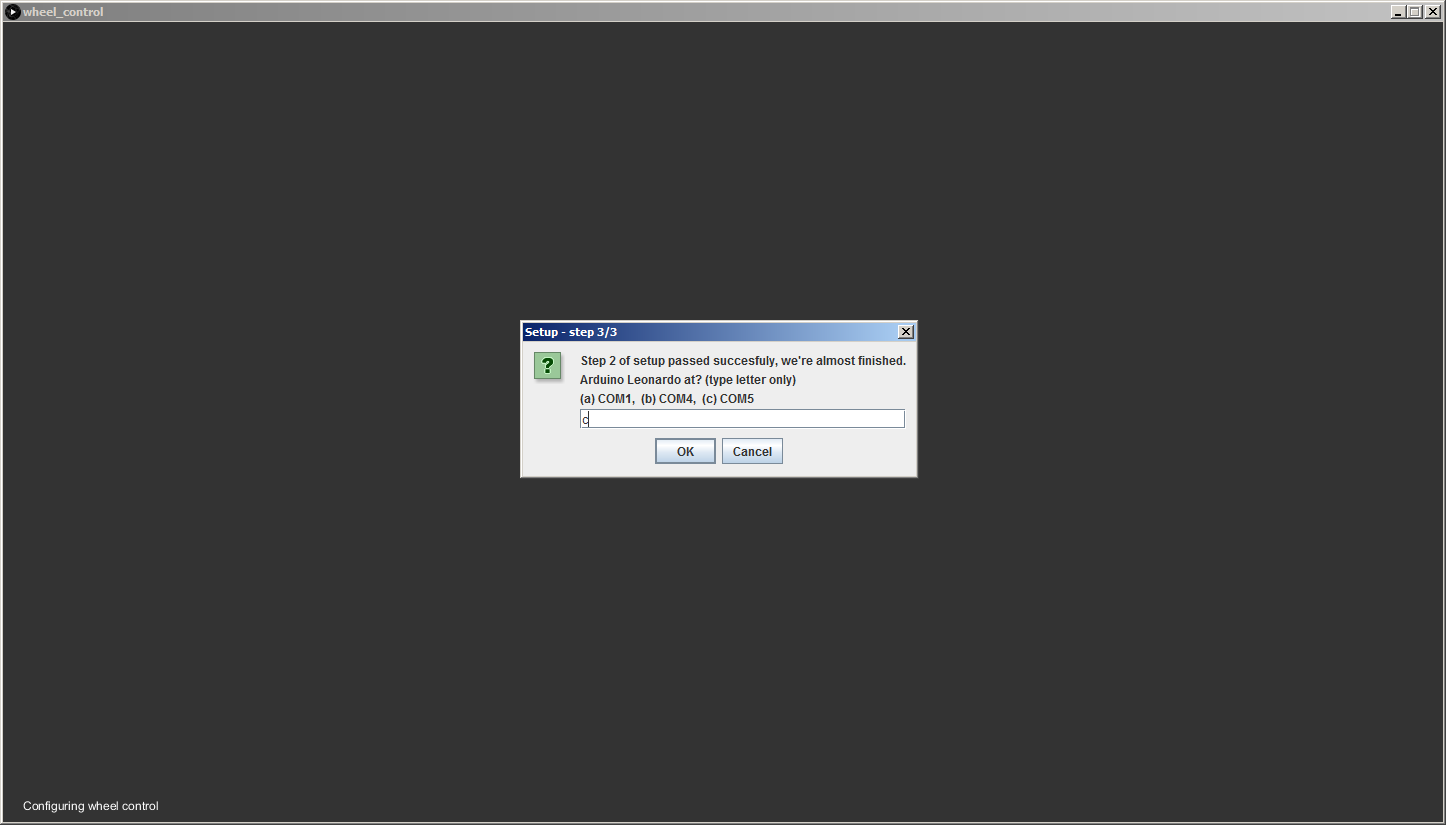 wheel_control
Setup - step 3/3
?
Step 2 of setup passed succesfuly, we're almost finished.
Arduino Leonardo at? (type letter only)
(a) COM1,  (b) COM4,  (c) COM5
c
OK
Cancel
Configuring wheel control